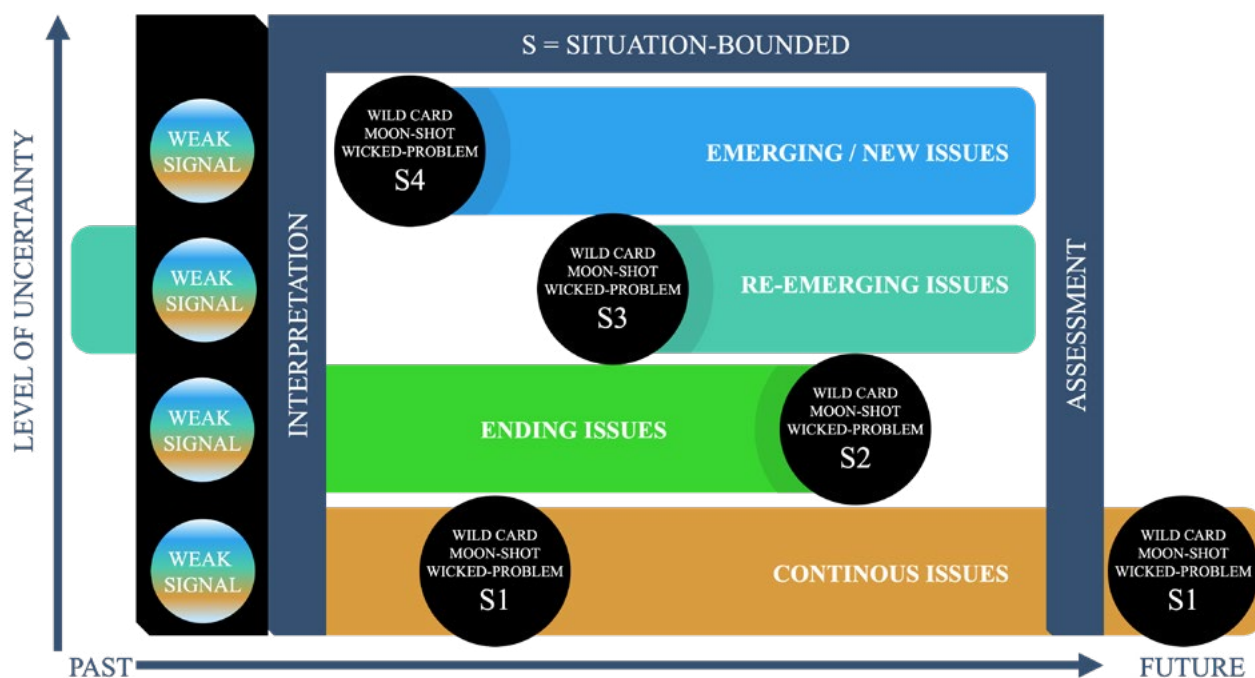 S = SITUATION-BOUNDED
LEVEL OF UNCERTAINTY
INTERPRETATION
ASSESSMENT
WEAK
SIGNAL
WILD CARD
MOON-SHOT
WICKED-PROBLEM
S4
EMERGING / NEW ISSUES
WEAK
SIGNAL
WILD CARD
MOON-SHOT
WICKED-PROBLEM
S3
RE-EMERGING ISSUES
WEAK
SIGNAL
ENDING ISSUES
WILD CARD
MOON-SHOT
WICKED-PROBLEM
S2
WEAK
SIGNAL
WILD CARD
MOON-SHOT
WICKED-PROBLEM
S1
CONTINOUS ISSUES
WILD CARD
MOON-SHOT
WICKED-PROBLEM
S1
PAST
FUTURE